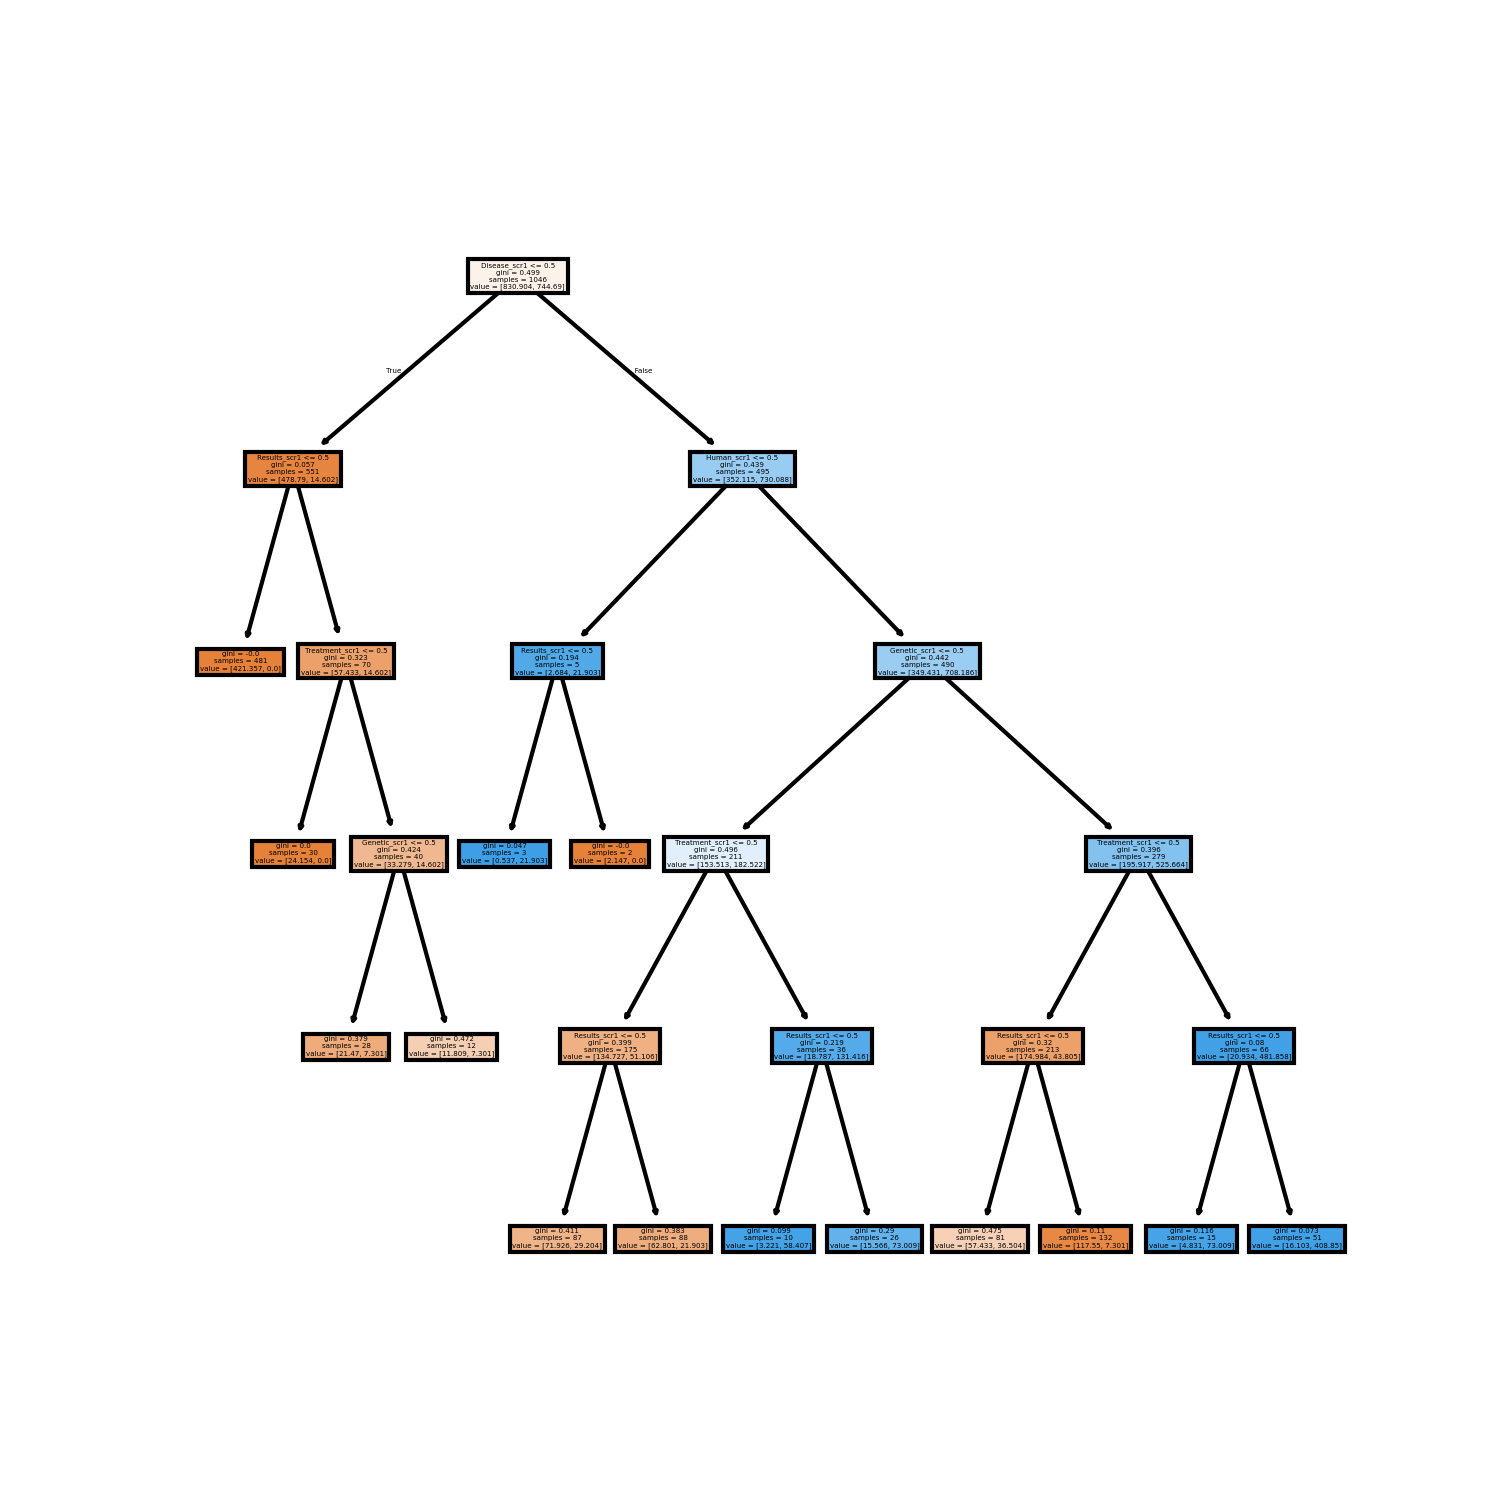 Disease_scr1 <= 0.5
gini = 0.499
samples = 1046
value = [830.904, 744.69]
True
False
Results_scr1 <= 0.5
gini = 0.057
samples = 551
value = [478.79, 14.602]
Human_scr1 <= 0.5
gini = 0.439
samples = 495
value = [352.115, 730.088]
gini = -0.0
samples = 481
value = [421.357, 0.0]
Treatment_scr1 <= 0.5
gini = 0.323
samples = 70
value = [57.433, 14.602]
Results_scr1 <= 0.5
gini = 0.194
samples = 5
value = [2.684, 21.903]
Genetic_scr1 <= 0.5
gini = 0.442
samples = 490
value = [349.431, 708.186]
gini = 0.0
samples = 30
value = [24.154, 0.0]
Genetic_scr1 <= 0.5
gini = 0.424
samples = 40
value = [33.279, 14.602]
gini = 0.047
samples = 3
value = [0.537, 21.903]
gini = -0.0
samples = 2
value = [2.147, 0.0]
Treatment_scr1 <= 0.5
gini = 0.496
samples = 211
value = [153.513, 182.522]
Treatment_scr1 <= 0.5
gini = 0.396
samples = 279
value = [195.917, 525.664]
gini = 0.379
samples = 28
value = [21.47, 7.301]
gini = 0.472
samples = 12
value = [11.809, 7.301]
Results_scr1 <= 0.5
gini = 0.399
samples = 175
value = [134.727, 51.106]
Results_scr1 <= 0.5
gini = 0.219
samples = 36
value = [18.787, 131.416]
Results_scr1 <= 0.5
gini = 0.32
samples = 213
value = [174.984, 43.805]
Results_scr1 <= 0.5
gini = 0.08
samples = 66
value = [20.934, 481.858]
gini = 0.411
samples = 87
value = [71.926, 29.204]
gini = 0.383
samples = 88
value = [62.801, 21.903]
gini = 0.099
samples = 10
value = [3.221, 58.407]
gini = 0.29
samples = 26
value = [15.566, 73.009]
gini = 0.475
samples = 81
value = [57.433, 36.504]
gini = 0.11
samples = 132
value = [117.55, 7.301]
gini = 0.116
samples = 15
value = [4.831, 73.009]
gini = 0.073
samples = 51
value = [16.103, 408.85]